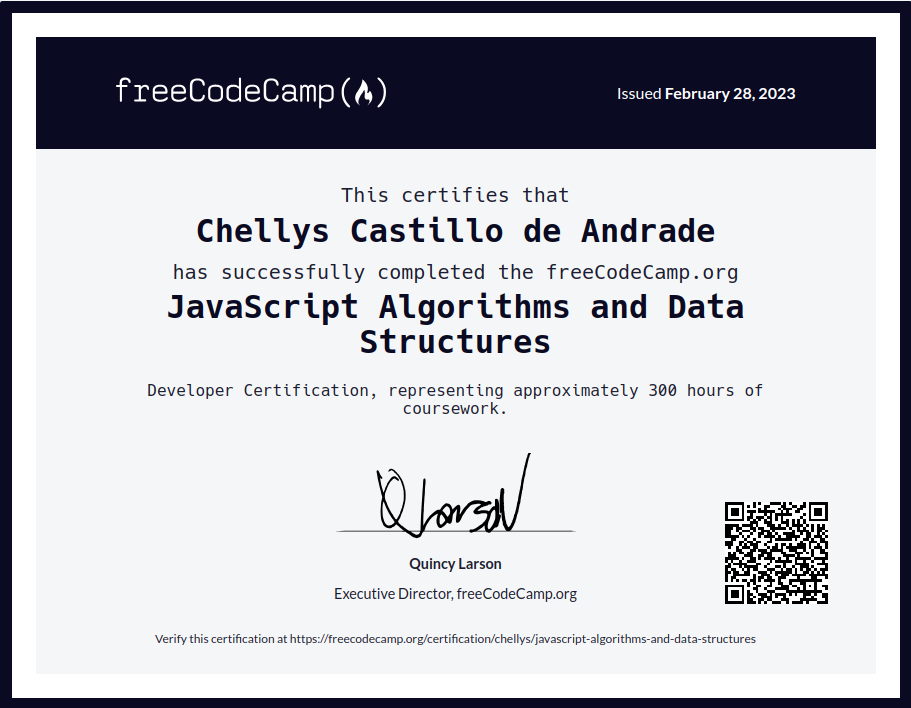 freeCodeCamp
Issued February 28, 2023
This certifies that
Chellys Castillo de Andrade
has successfully completed the freeCodeCamp.org
JavaScript Algorithms and Data
Structures
Developer Certification, representing approximately 300 hours of
coursework.
Q Larson
Quincy Larson
Executive Director, freeCodeCamp.org
Verify this certification at https://freecodecamp.org/certification/chellys/javascript-algorithms-and-data-structures